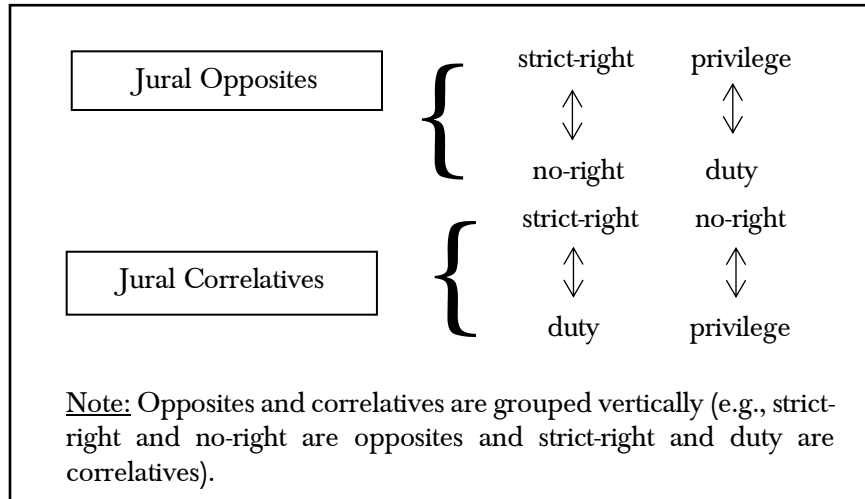 strict-right privilege
Jural Opposites
no-right duty
strict-right no-right
Jural Correlatives
duty privilege
Note: Opposites and correlatives are grouped vertically (e.g., strict-
right and no-right are opposites and strict-right and duty are
correlatives).